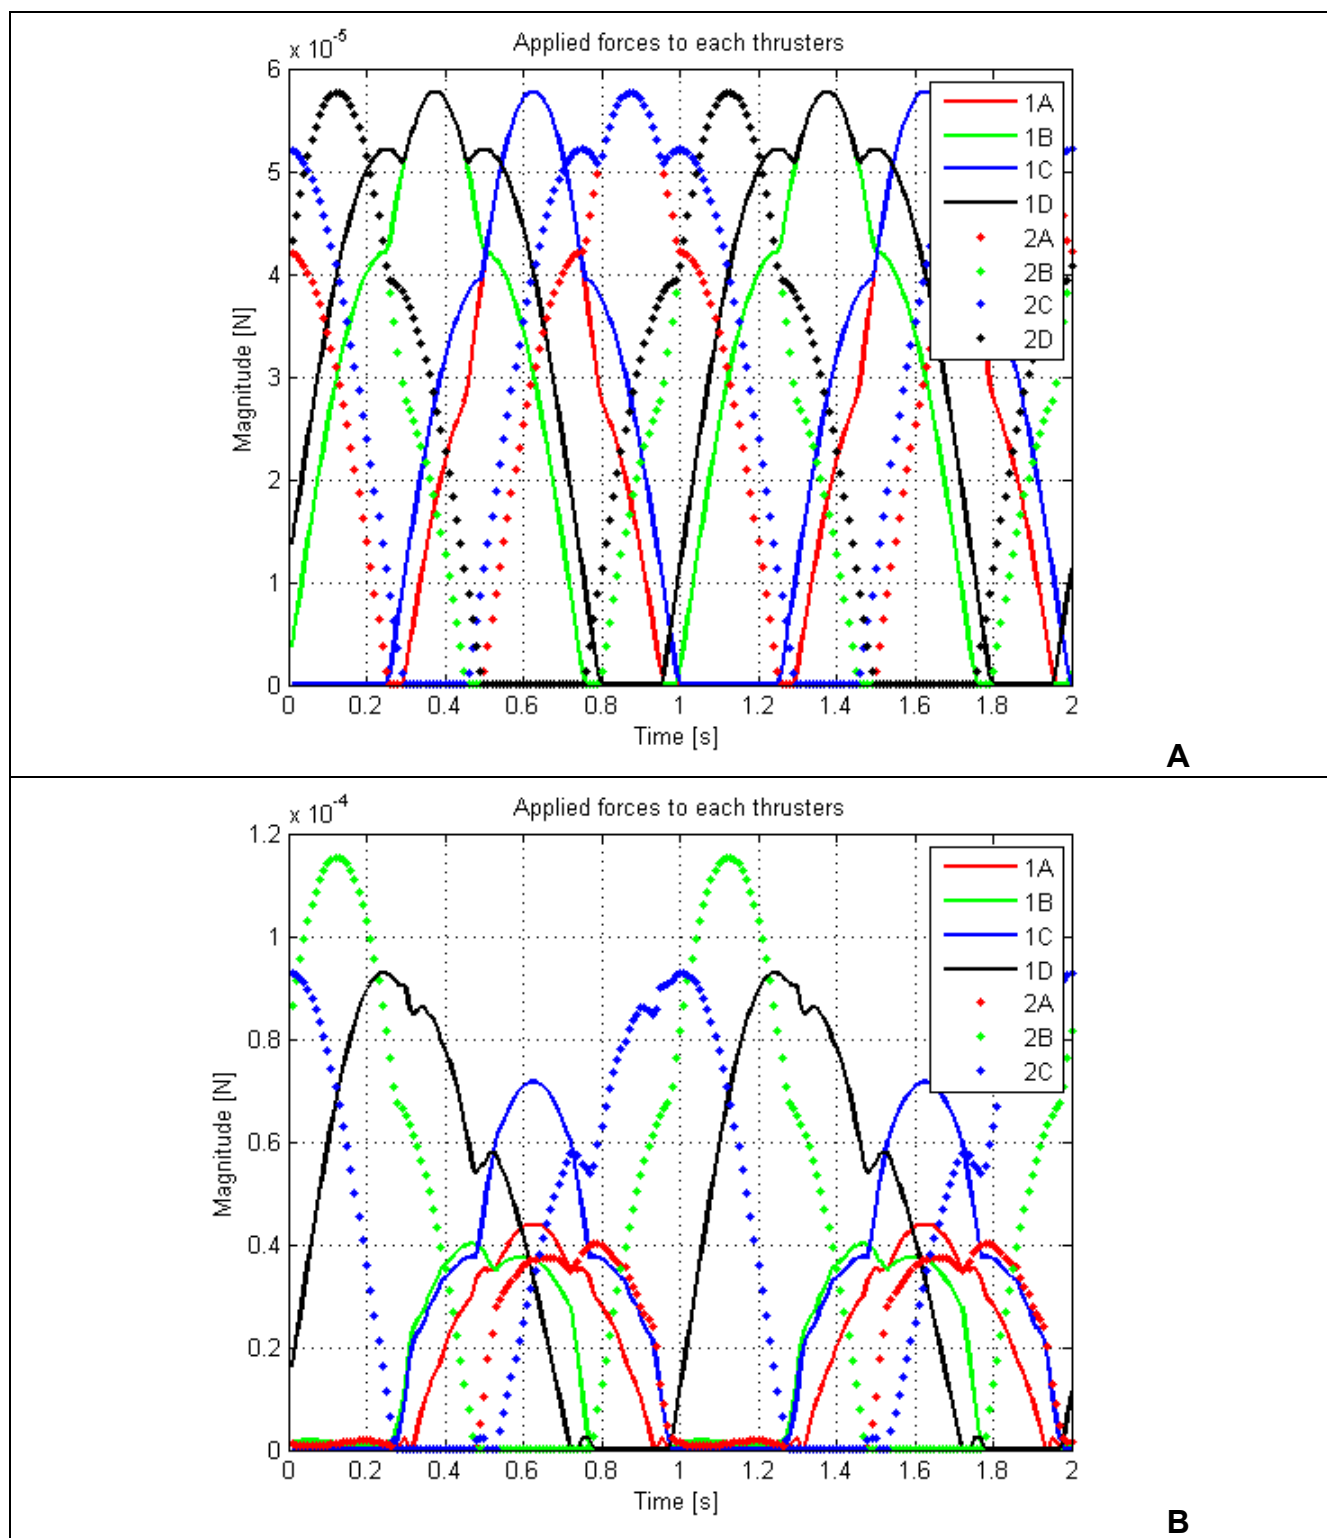 x 10-5
Applied forces to each thrusters
6
5
4
3
2
1
0
Magnitude [N]
1A
1B
1C
1D
2A
2B
2C
2D
0 0.2 0.4 0.6 0.8 1 1.2 1.4 1.6 1.8 2
Time [s]
A
x 10-4
Applied forces to each thrusters
1.2
1
0.8
0.6
0.4
0.2
0
Magnitude [N]
1A
1B
1C
1D
2A
2B
2C
0 0.2 0.4 0.6 0.8 1 1.2 1.4 1.6 1.8 2
Time [s]
B